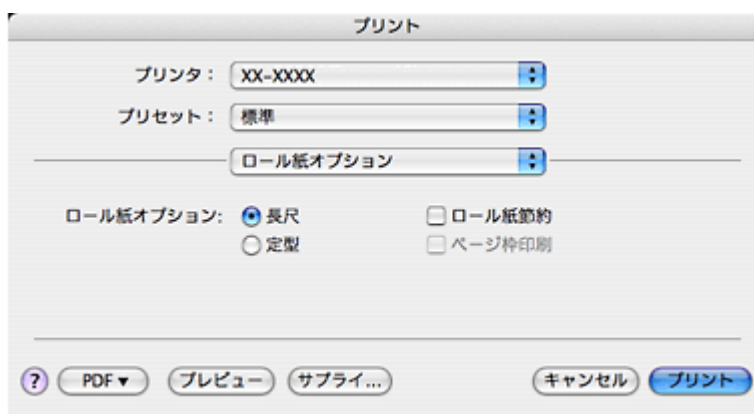 プリント
プリンタ： XX-XXXX
プリセット： 標準
ロール紙オプション
ロール紙オプション: 長尺 ロール紙節約
定型 ページ枠印刷
? PDF▼ プレビュー サプライ... キャンセル プリント